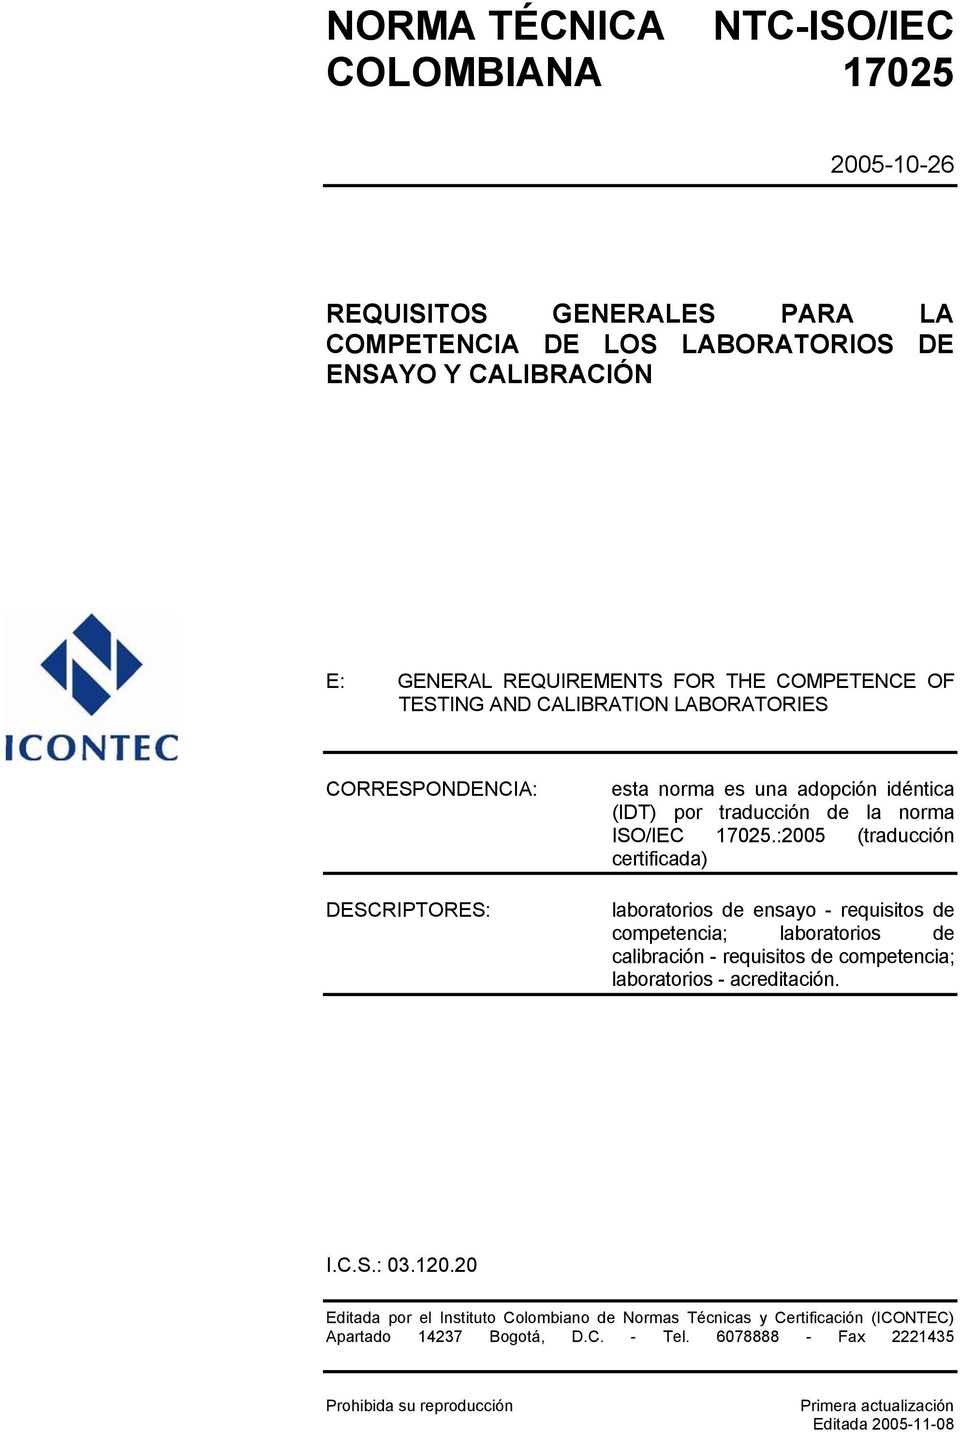 NORMA TÉCNICA NTC-ISO/IEC
COLOMBIANA 17025
2005-10-26
REQUISITOS GENERALES PARA LA
COMPETENCIA DE LOS LABORATORIOS DE
ENSAYO Y CALIBRACIÓN
ICONTEC
E: GENERAL REQUIREMENTS FOR THE COMPETENCE OF
TESTING AND CALIBRATION LABORATORIES
CORRESPONDENCIA: esta norma es una adopción idéntica
(IDT) por traducción de la norma
ISO/IEC 17025.:2005 (traducción
certificada)
DESCRIPTORES: laboratorios de ensayo - requisitos de
competencia; laboratorios de
calibración - requisitos de competencia;
laboratorios - acreditación.
I.C.S.: 03.120.20
Editada por el Instituto Colombiano de Normas Técnicas y Certificación (ICONTEC)
Apartado 14237 Bogotá, D.C. - Tel. 6078888 - Fax 2221435
Prohibida su reproducción Primera actualización
Editada 2005-11-08